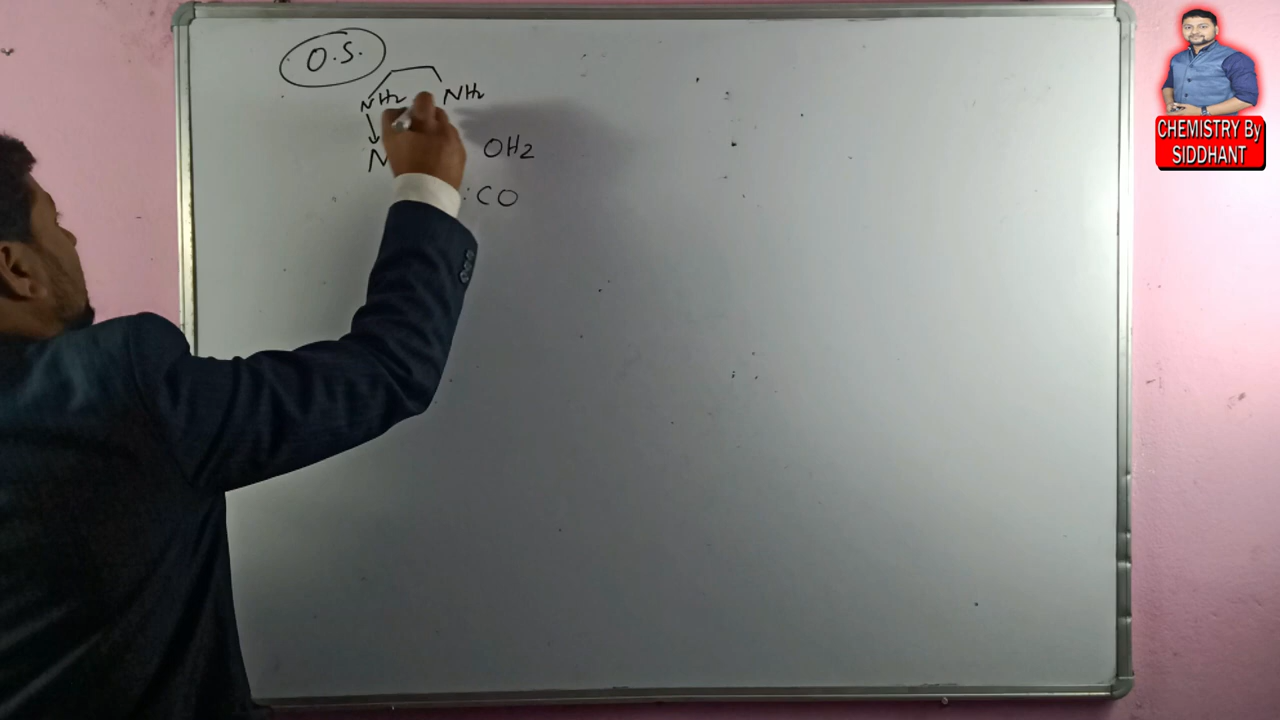 O.S.
NH2 NH2
N OH2
:CO
CHEMISTRY By
SIDDHANT